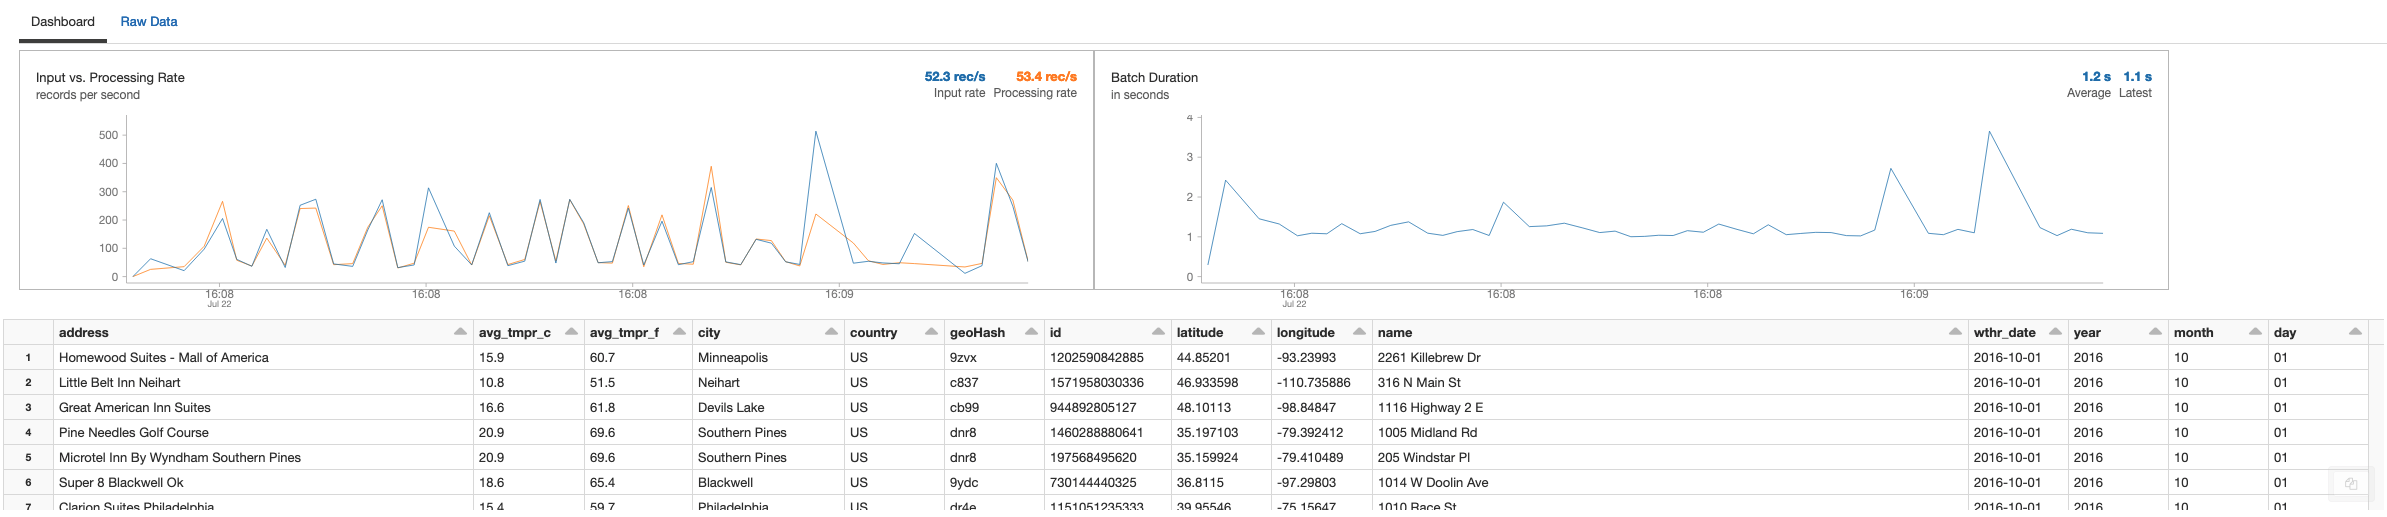 Dashboard Raw Data
Input vs. Processing Rate
records per second
52.3 rec/s 53.4 rec/s
Input rate Processing rate
500
400
300
200
100
0
16:08 16:08 16:08 16:09
Jul 22
Batch Duration
in seconds
1.2 s 1.1 s
Average Latest
4
3
2
1
0
16:08 16:08 16:08 16:09
Jul 22
address avg_tmpr_c avg_tmpr_f city country geoHash id latitude longitude name wthr_date year month day
1 Homewood Suites - Mall of America 15.9 60.7 Minneapolis US 9zvx 1202590842885 44.85201 -93.23993 2261 Killebrew Dr 2016-10-01 2016 10 01
2 Little Belt Inn Neihart 10.8 51.5 Neihart US c837 1571958030336 46.933598 -110.735886 316 N Main St 2016-10-01 2016 10 01
3 Great American Inn Suites 16.6 61.8 Devils Lake US cb99 944892805127 48.10113 -98.84847 1116 Highway 2 E 2016-10-01 2016 10 01
4 Pine Needles Golf Course 20.9 69.6 Southern Pines US dnr8 1460288880641 35.197103 -79.392412 1005 Midland Rd 2016-10-01 2016 10 01
5 Microtel Inn By Wyndham Southern Pines 20.9 69.6 Southern Pines US dnr8 197568495620 35.159924 -79.410489 205 Windstar Pl 2016-10-01 2016 10 01
6 Super 8 Blackwell Ok 18.6 65.4 Blackwell US 9ydc 730144440325 36.8115 -97.29803 1014 W Doolin Ave 2016-10-01 2016 10 01
7 Clarion Suites Philadelphia 15.4 59.7 Philadelphia US dr4e 1151051235333 39.95546 -75.15647 1010 Race St 2016-10-01 2016 10 01